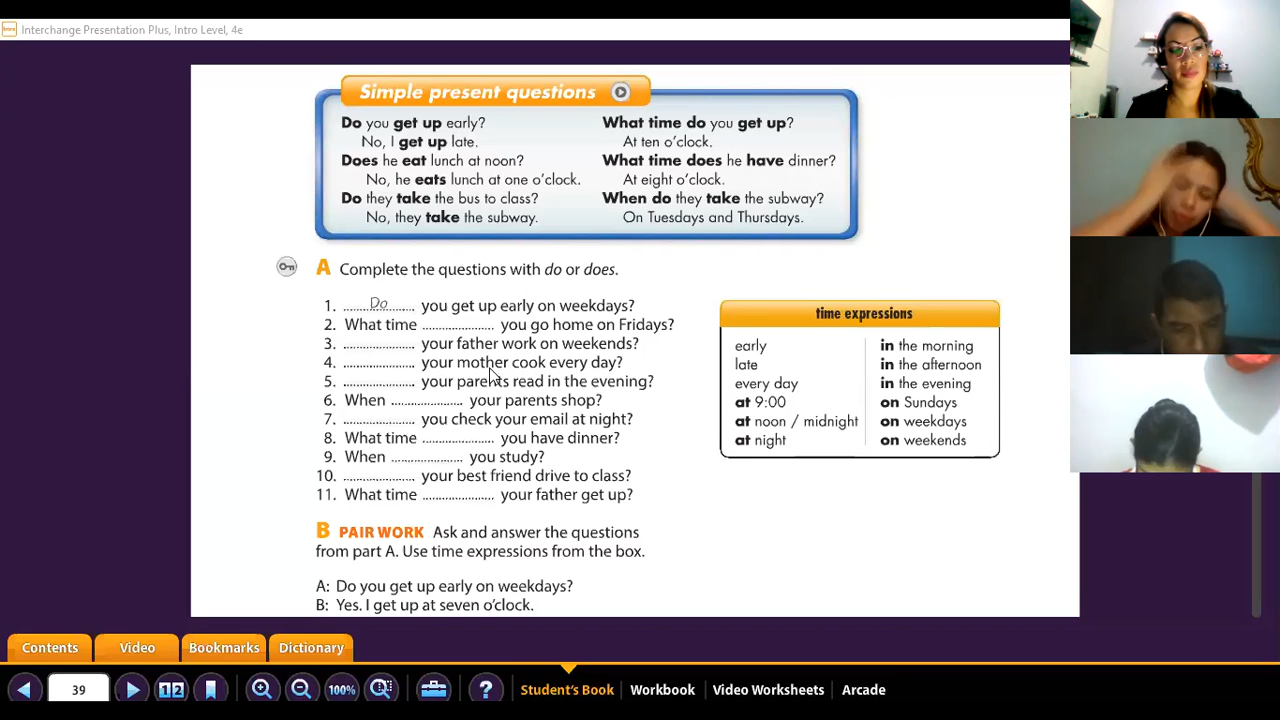 Interchange Presentation Plus, Intro Level, 4e
Simple present questions
Do you get up early?
No, I get up late.
Does he eat lunch at noon?
No, he eats lunch at one o'clock.
Do they take the bus to class?
No, they take the subway.
What time do you get up?
At ten o'clock.
What time does he have dinner?
At eight o'clock.
When do they take the subway?
On Tuesdays and Thursdays.
A Complete the questions with do or does.
1. ......Do...... you get up early on weekdays?
2. What time .................... you go home on Fridays?
3. .................... your father work on weekends?
4. .................... your mother cook every day?
5. .................... your parents read in the evening?
6. When .................... your parents shop?
7. .................... you check your email at night?
8. What time .................... you have dinner?
9. When .................... you study?
10. .................... your best friend drive to class?
11. What time .................... your father get up?
time expressions
early
late
every day
at 9:00
at noon / midnight
at night
in the morning
in the afternoon
in the evening
on Sundays
on weekdays
on weekends
B PAIR WORK Ask and answer the questions
from part A. Use time expressions from the box.
A: Do you get up early on weekdays?
B: Yes. I get up at seven o'clock.
Contents Video Bookmarks Dictionary
39 1 2 100% ? Student's Book Workbook Video Worksheets Arcade